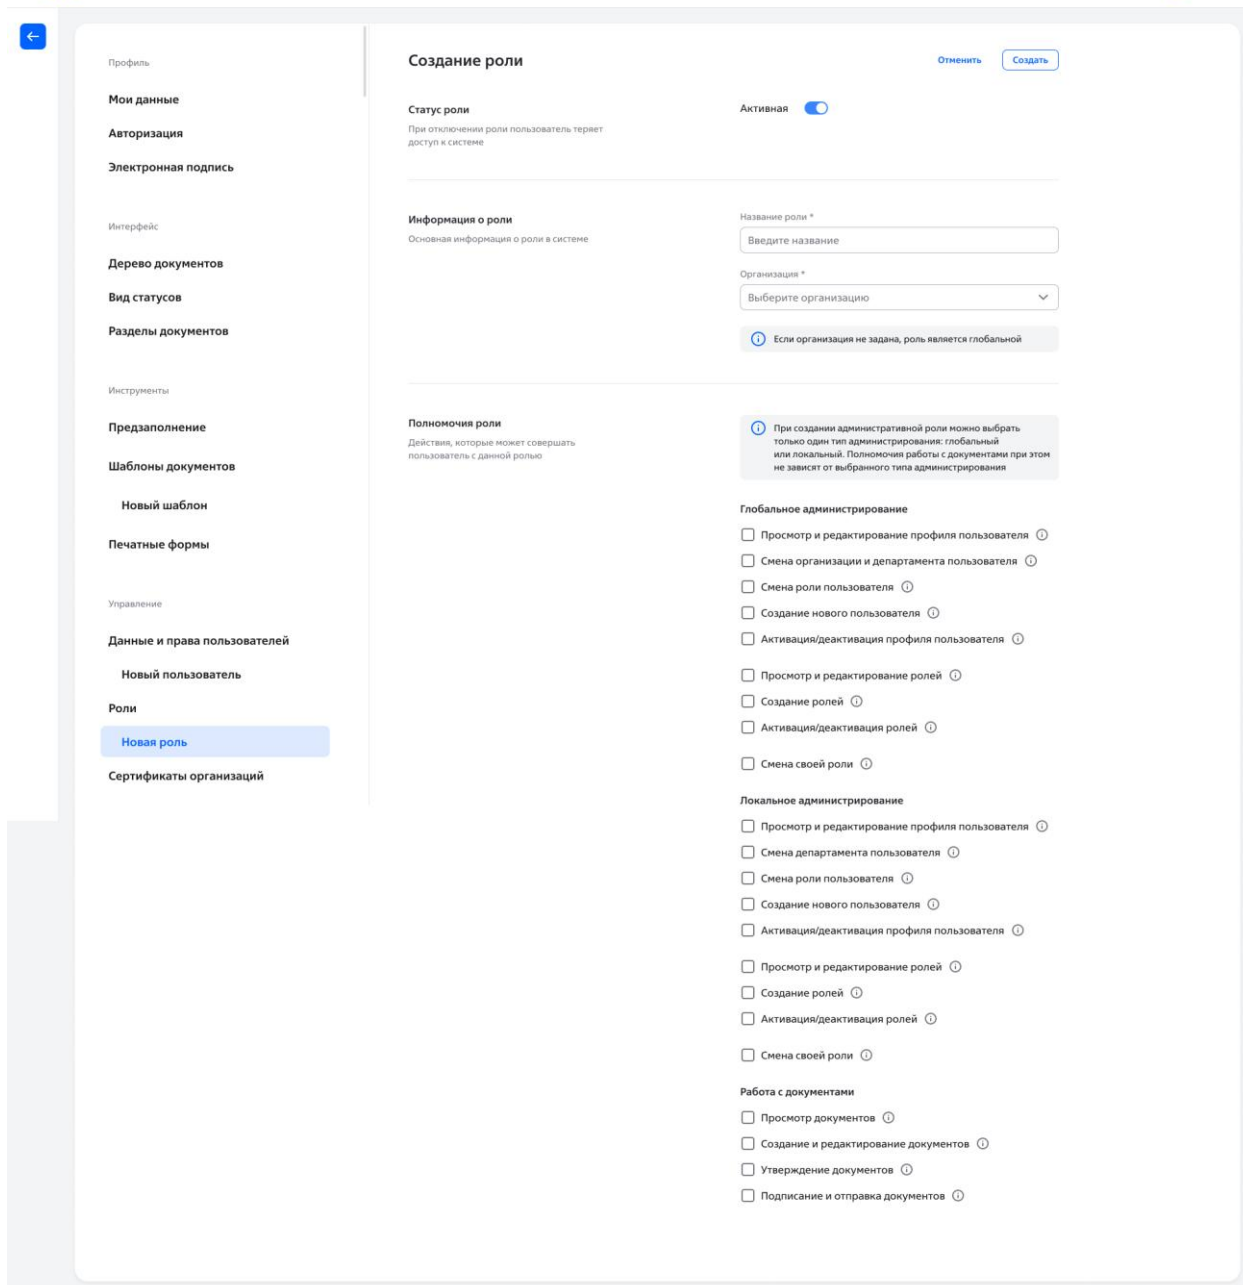 Профиль
Мои данные
Авторизация
Электронная подпись
Интерфейс
Дерево документов
Вид статусов
Разделы документов
Инструменты
Предзаполнение
Шаблоны документов
Новый шаблон
Печатные формы
Управление
Данные и права пользователей
Новый пользователь
Роли
Новая роль
Сертификаты организаций
Создание роли
Отменить
Создать
Статус роли
При отключении роли пользователь теряет
доступ к системе
Активная
Информация о роли
Основная информация о роли в системе
Название роли *
Введите название
Организация *
Выберите организацию
Если организация не задана, роль является глобальной
Полномочия роли
Действия, которые может совершать
пользователь с данной ролью
При создании административной роли можно выбрать
только один тип администрирования: глобальный
или локальный. Полномочия работы с документами при этом
не зависят от выбранного типа администрирования
Глобальное администрирование
Просмотр и редактирование профиля пользователя
Смена организации и департамента пользователя
Смена роли пользователя
Создание нового пользователя
Активация/деактивация профиля пользователя
Просмотр и редактирование ролей
Создание ролей
Активация/деактивация ролей
Смена своей роли
Локальное администрирование
Просмотр и редактирование профиля пользователя
Смена департамента пользователя
Смена роли пользователя
Создание нового пользователя
Активация/деактивация профиля пользователя
Просмотр и редактирование ролей
Создание ролей
Активация/деактивация ролей
Смена своей роли
Работа с документами
Просмотр документов
Создание и редактирование документов
Утверждение документов
Подписание и отправка документов